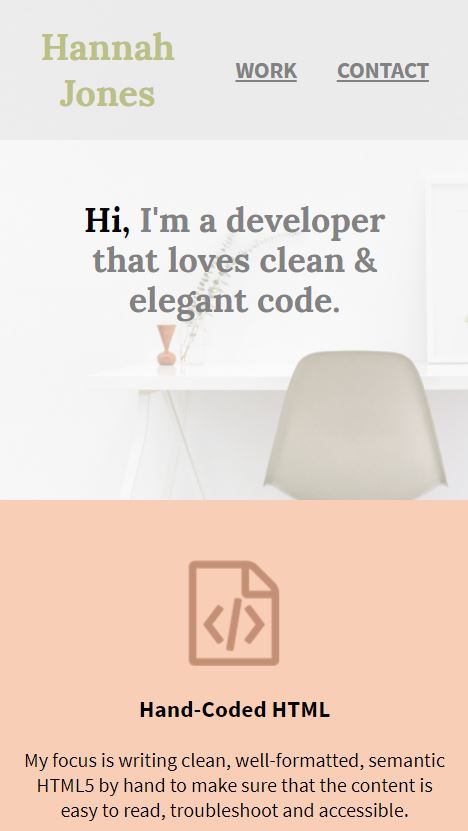 Hannah
Jones
WORK
CONTACT
Hi, I'm a developer
that loves clean &
elegant code.
</>
Hand-Coded HTML
My focus is writing clean, well-formatted, semantic
HTML5 by hand to make sure that the content is
easy to read, troubleshoot and accessible.